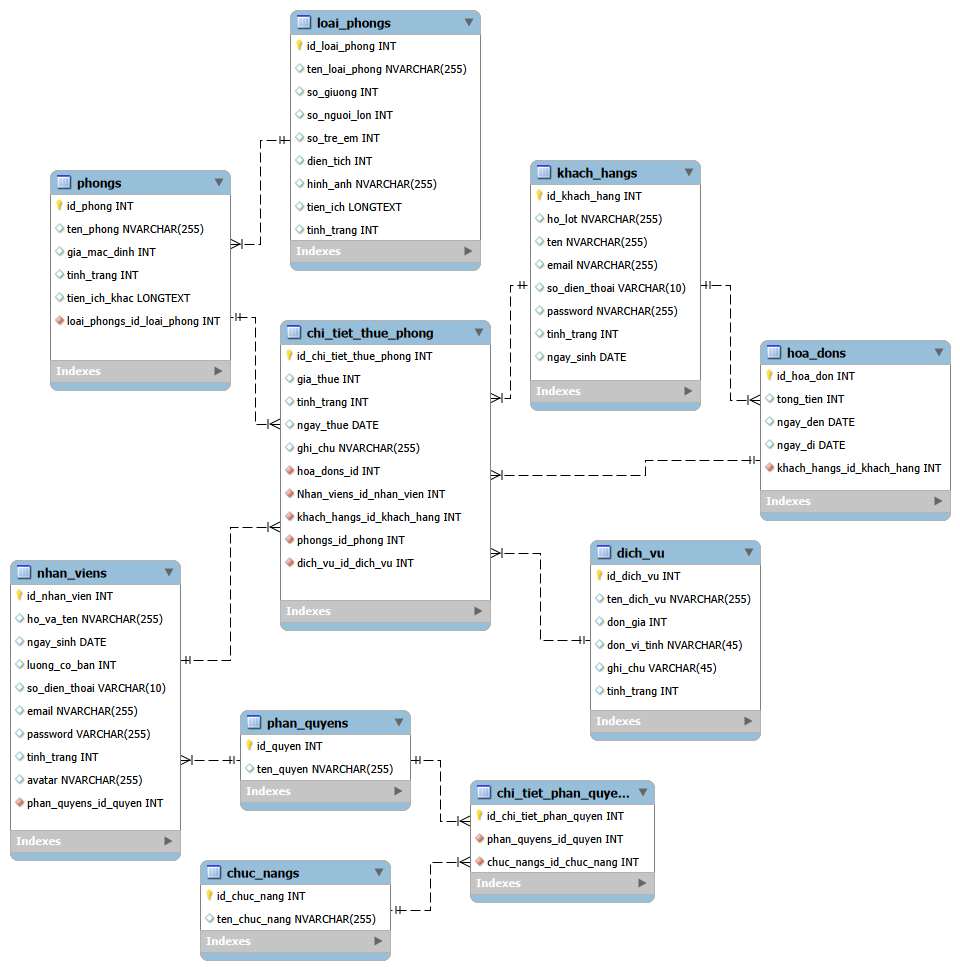 loai_phongs
id_loai_phong INT
ten_loai_phong NVARCHAR(255)
so_giuong INT
so_nguoi_lon INT
so_tre_em INT
dien_tich INT
hinh_anh NVARCHAR(255)
tien_ich LONGTEXT
tinh_trang INT
Indexes
phongs
id_phong INT
ten_phong NVARCHAR(255)
gia_mac_dinh INT
tinh_trang INT
tien_ich_khac LONGTEXT
loai_phongs_id_loai_phong INT
Indexes
khach_hangs
id_khach_hang INT
ho_lot NVARCHAR(255)
ten NVARCHAR(255)
email NVARCHAR(255)
so_dien_thoai VARCHAR(10)
password NVARCHAR(255)
tinh_trang INT
ngay_sinh DATE
Indexes
chi_tiet_thue_phong
id_chi_tiet_thue_phong INT
gia_thue INT
tinh_trang INT
ngay_thue DATE
ghi_chu NVARCHAR(255)
hoa_dons_id INT
Nhan_viens_id_nhan_vien INT
khach_hangs_id_khach_hang INT
phongs_id_phong INT
dich_vu_id_dich_vu INT
Indexes
hoa_dons
id_hoa_don INT
tong_tien INT
ngay_den DATE
ngay_di DATE
khach_hangs_id_khach_hang INT
Indexes
nhan_viens
id_nhan_vien INT
ho_va_ten NVARCHAR(255)
ngay_sinh DATE
luong_co_ban INT
so_dien_thoai VARCHAR(10)
email NVARCHAR(255)
password VARCHAR(255)
tinh_trang INT
avatar NVARCHAR(255)
phan_quyens_id_quyen INT
Indexes
dich_vu
id_dich_vu INT
ten_dich_vu NVARCHAR(255)
don_gia INT
don_vi_tinh NVARCHAR(45)
ghi_chu VARCHAR(45)
tinh_trang INT
Indexes
phan_quyens
id_quyen INT
ten_quyen NVARCHAR(255)
Indexes
chi_tiet_phan_quye...
id_chi_tiet_phan_quyen INT
phan_quyens_id_quyen INT
chuc_nangs_id_chuc_nang INT
Indexes
chuc_nangs
id_chuc_nang INT
ten_chuc_nang NVARCHAR(255)
Indexes